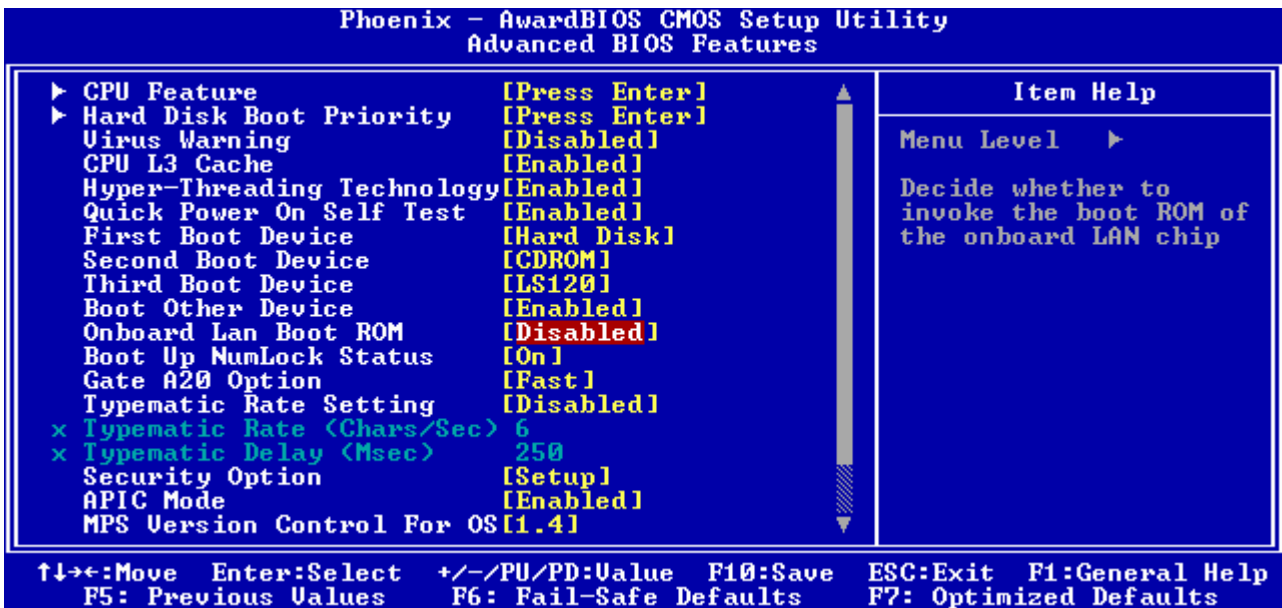 Phoenix - AwardBIOS CMOS Setup Utility
Advanced BIOS Features
► CPU Feature [Press Enter]
► Hard Disk Boot Priority [Press Enter]
Virus Warning [Disabled]
CPU L3 Cache [Enabled]
Hyper-Threading Technology[Enabled]
Quick Power On Self Test [Enabled]
First Boot Device [Hard Disk]
Second Boot Device [CDROM]
Third Boot Device [LS120]
Boot Other Device [Enabled]
Onboard Lan Boot ROM [Disabled]
Boot Up NumLock Status [On]
Gate A20 Option [Fast]
Typematic Rate Setting [Disabled]
x Typematic Rate (Chars/Sec) 6
x Typematic Delay (Msec) 250
Security Option [Setup]
APIC Mode [Enabled]
MPS Version Control For OS[1.4]
Item Help
Menu Level ►
Decide whether to
invoke the boot ROM of
the onboard LAN chip
↑↓→←:Move Enter:Select +/-/PU/PD:Value F10:Save ESC:Exit F1:General Help
F5: Previous Values F6: Fail-Safe Defaults F7: Optimized Defaults